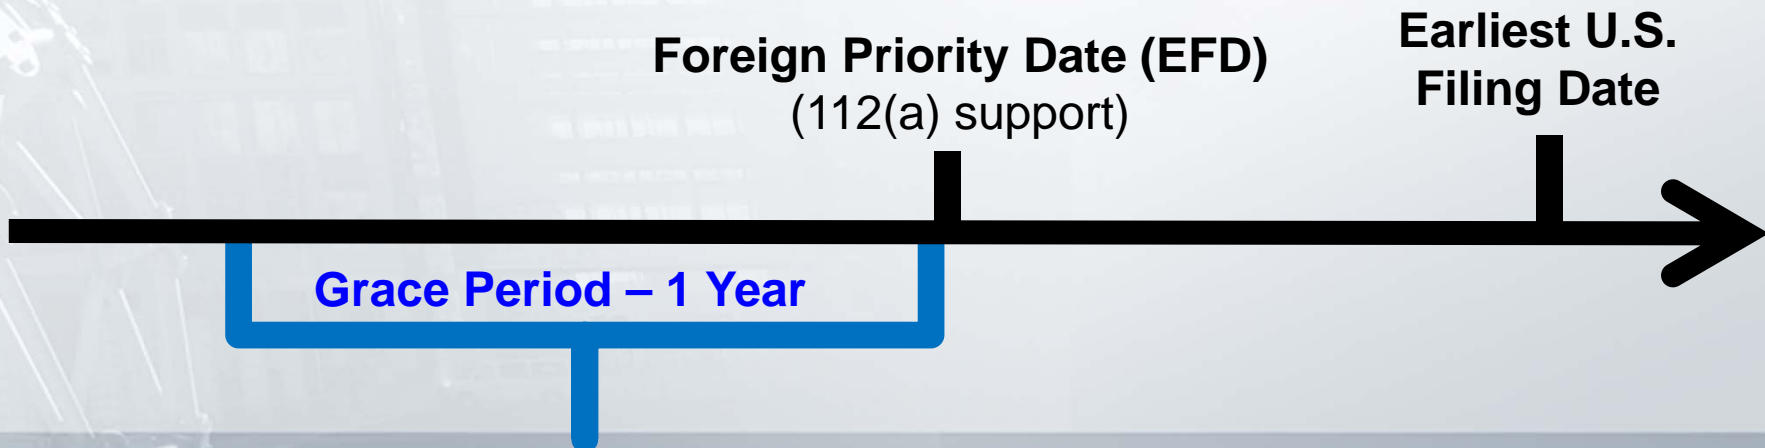 Foreign Priority Date (EFD)
(112(a) support)
Earliest U.S.
Filing Date
Grace Period – 1 Year